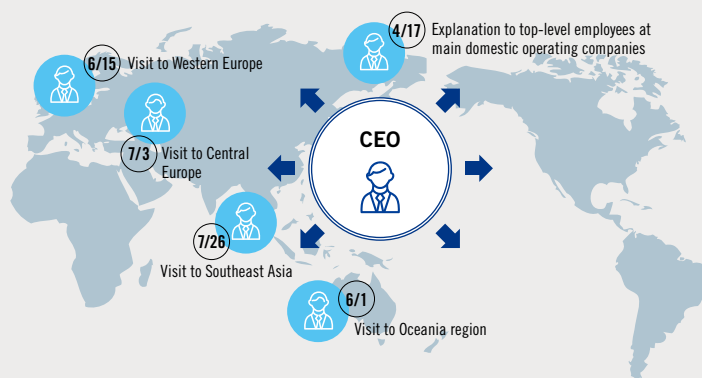 4/17
Explanation to top-level employees at
main domestic operating companies
6/15
Visit to Western Europe
CEO
7/3
Visit to Central
Europe
7/26
Visit to Southeast Asia
6/1
Visit to Oceania region